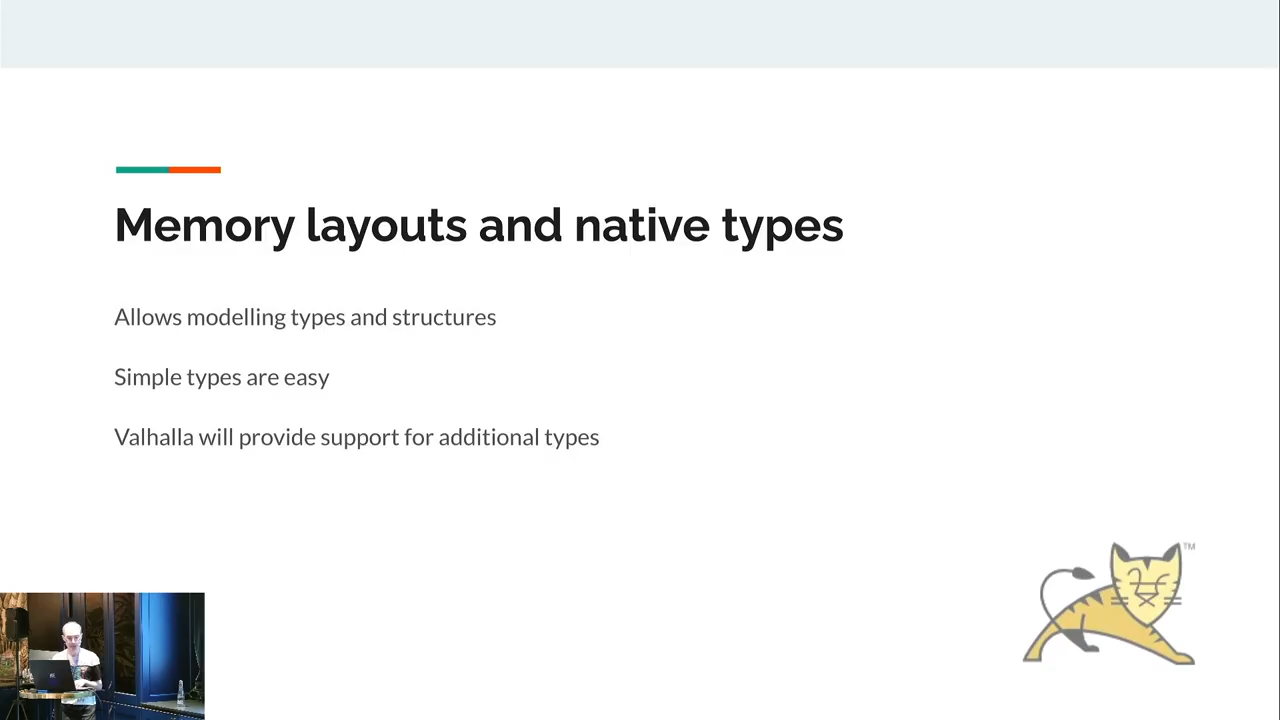 Memory layouts and native types
Allows modelling types and structures
Simple types are easy
Valhalla will provide support for additional types
TM